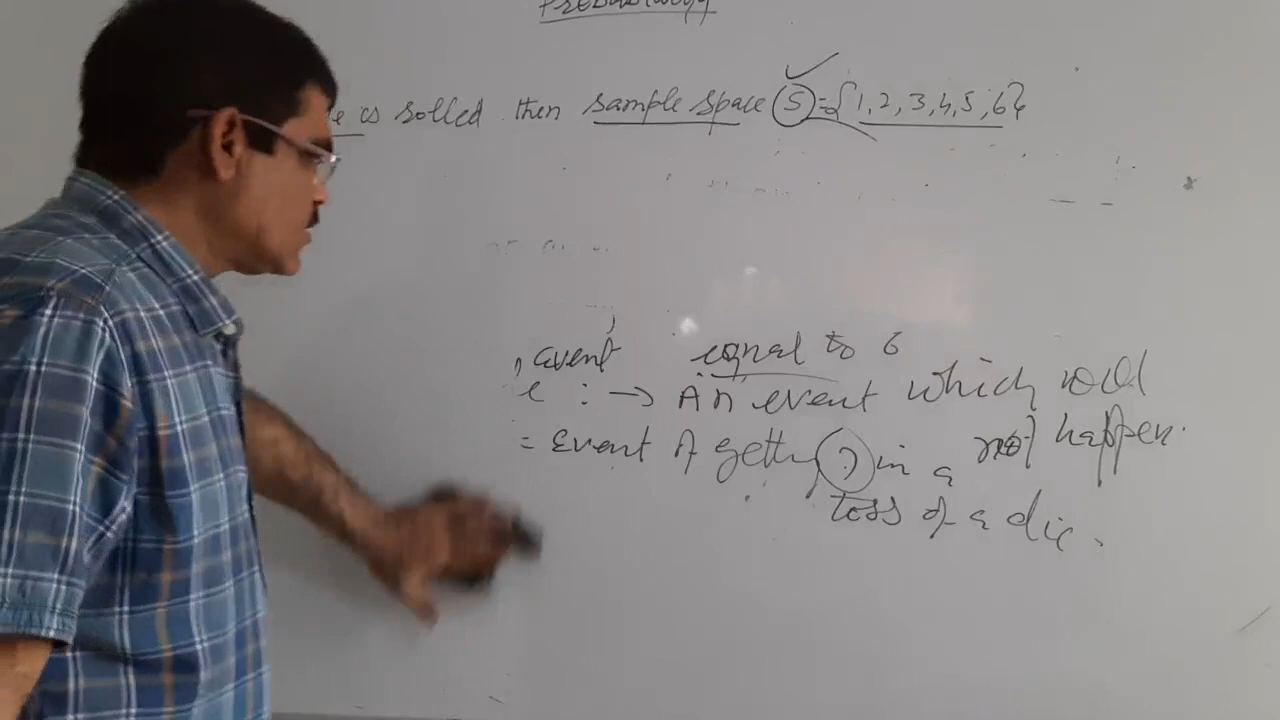 Probability
is rolled then sample space (S)={1,2,3,4,5,6}
event equal to 6
e : → An event which will
not happen.
= Event of getting in a
toss of a die.